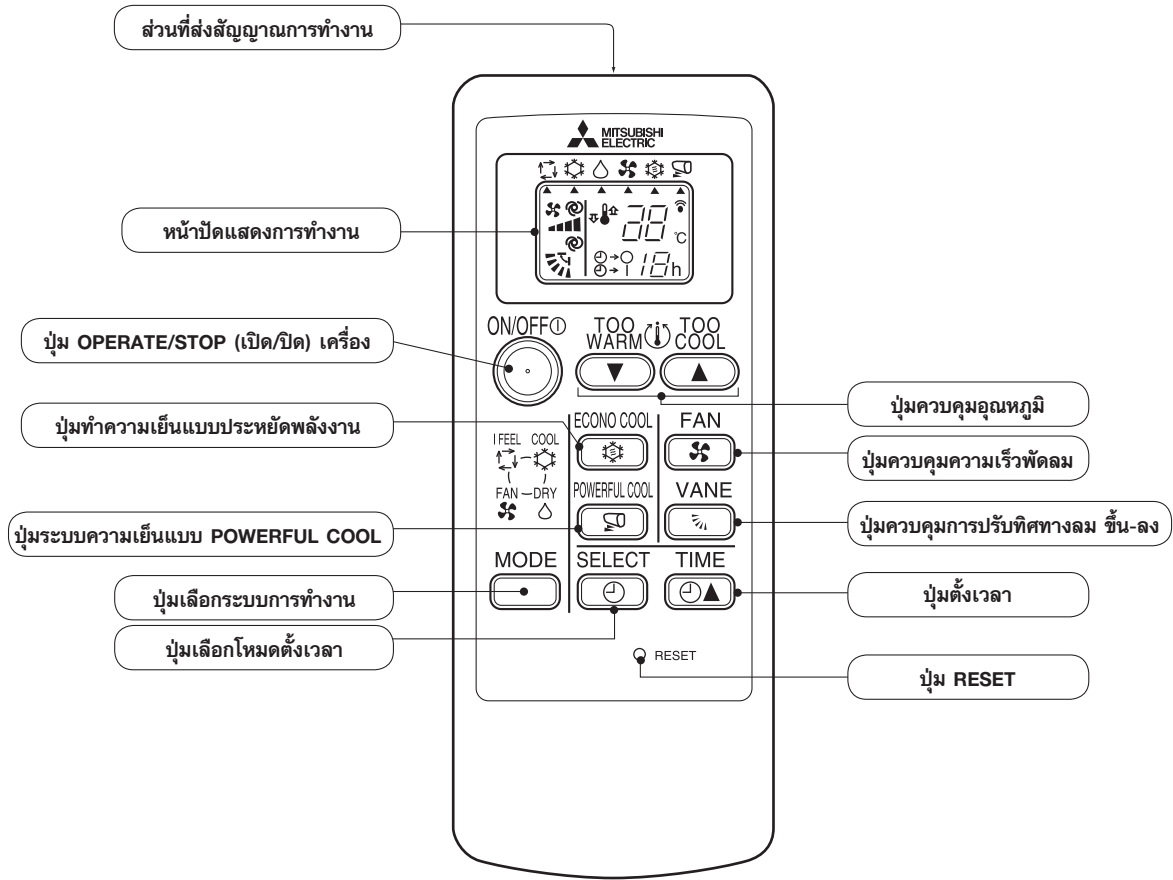 ส่วนที่ส่งสัญญาณการทำงาน
MITSUBISHI
ELECTRIC
หน้าปัดแสดงการทำงาน
88
°C
18h
ON/OFF
TOO WARM
TOO COOL
ปุ่ม OPERATE/STOP (เปิด/ปิด) เครื่อง
ปุ่มควบคุมอุณหภูมิ
ปุ่มทำความเย็นแบบประหยัดพลังงาน
ECONO COOL
FAN
I FEEL COOL
ปุ่มควบคุมความเร็วพัดลม
FAN DRY
POWERFUL COOL
VANE
ปุ่มระบบความเย็นแบบ POWERFUL COOL
ปุ่มควบคุมการปรับทิศทางลม ขึ้น-ลง
MODE
SELECT
TIME
ปุ่มเลือกระบบการทำงาน
ปุ่มตั้งเวลา
ปุ่มเลือกโหมดตั้งเวลา
RESET
ปุ่ม RESET